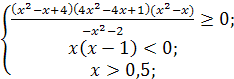 { ((x²−x+4)(4x²−4x+1)(x²−x))/(−x²−2) ≥ 0;
x(x − 1) < 0;
x > 0,5;